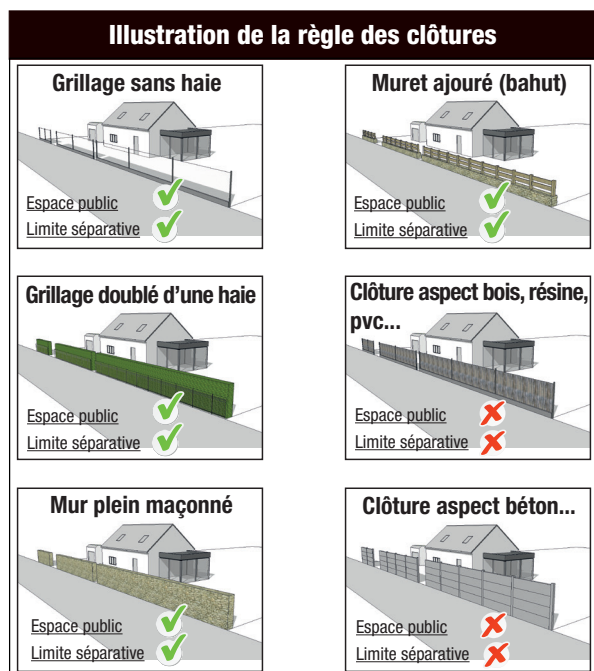 Illustration de la règle des clôtures
Grillage sans haie
Espace public
Limite séparative
Muret ajouré (bahut)
Espace public
Limite séparative
Grillage doublé d'une haie
Espace public
Limite séparative
Clôture aspect bois, résine,
pvc...
Espace public
Limite séparative
Mur plein maçonné
Espace public
Limite séparative
Clôture aspect béton...
Espace public
Limite séparative